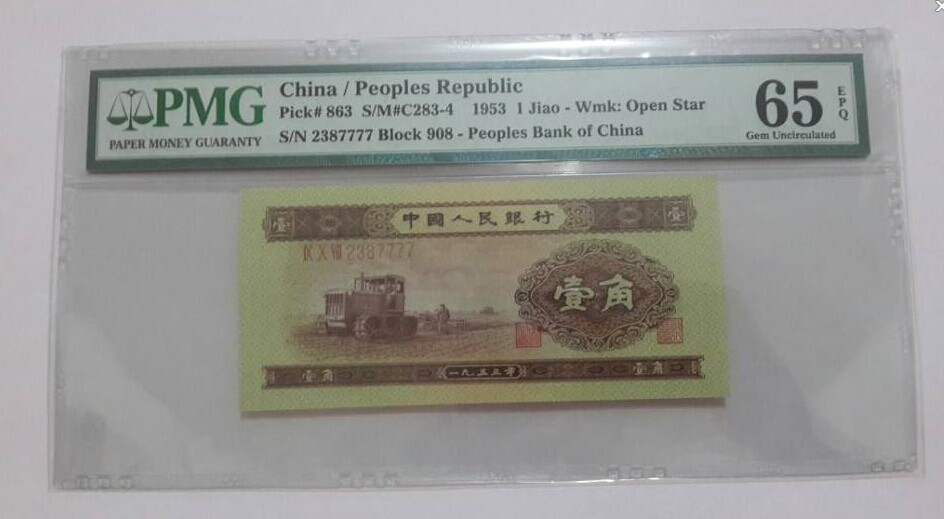 PMG
PAPER MONEY GUARANTY
China / Peoples Republic
Pick# 863 S/M#C283-4 1953 1 Jiao - Wmk: Open Star
S/N 2387777 Block 908 - Peoples Bank of China
65
EPQ
Gem Uncirculated
壹 中國人民銀行 壹
IX X VIII 2387777
壹角
壹角 一九五三年 壹角